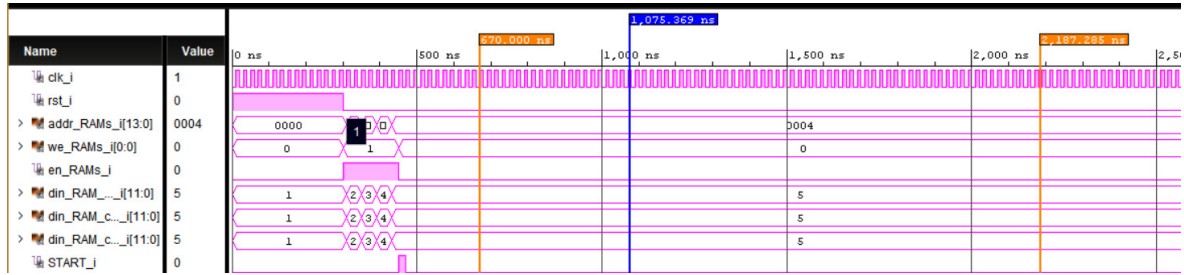 1,075.369 ns
670.000 ns 2,187.285 ns
Name Value 0 ns 500 ns 1,000 ns 1,500 ns 2,000 ns 2,5
clk_i 1
rst_i 0
addr_RAMs_i[13:0] 0004 0000 0004
1
we_RAMs_i[0:0] 0 0 1 0
en_RAMs_i 0
din_RAM_..._i[11:0] 5 1 2 3 4 5
din_RAM_c..._i[11:0] 5 1 2 3 4 5
din_RAM_c..._i[11:0] 5 1 2 3 4 5
START_i 0